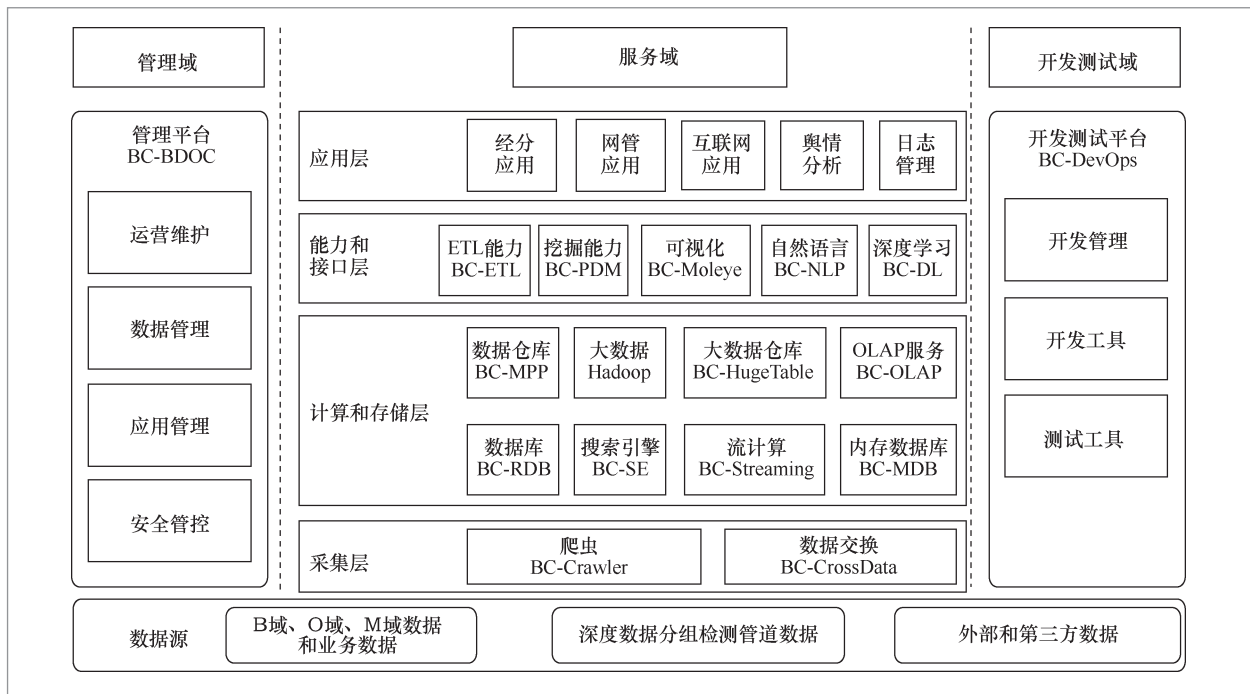 管理域
服务域
开发测试域
管理平台
BC-BDOC
运营维护
数据管理
应用管理
安全管控
应用层
经分
应用
网管
应用
互联网
应用
舆情
分析
日志
管理
能力和
接口层
ETL能力
BC-ETL
挖掘能力
BC-PDM
可视化
BC-Moleye
自然语言
BC-NLP
深度学习
BC-DL
计算和存储层
数据仓库
BC-MPP
大数据
Hadoop
大数据仓库
BC-HugeTable
OLAP服务
BC-OLAP
数据库
BC-RDB
搜索引擎
BC-SE
流计算
BC-Streaming
内存数据库
BC-MDB
采集层
爬虫
BC-Crawler
数据交换
BC-CrossData
开发测试平台
BC-DevOps
开发管理
开发工具
测试工具
数据源
B域、O域、M域数据
和业务数据
深度数据分组检测管道数据
外部和第三方数据